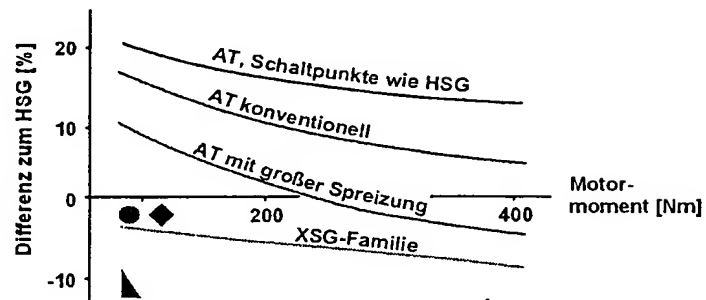 Differenz zum HSG [%]
20
10
0
-10
AT, Schaltpunkte wie HSG
AT konventionell
AT mit großer Spreizung
XSG-Familie
200
400
Motor-
moment [Nm]